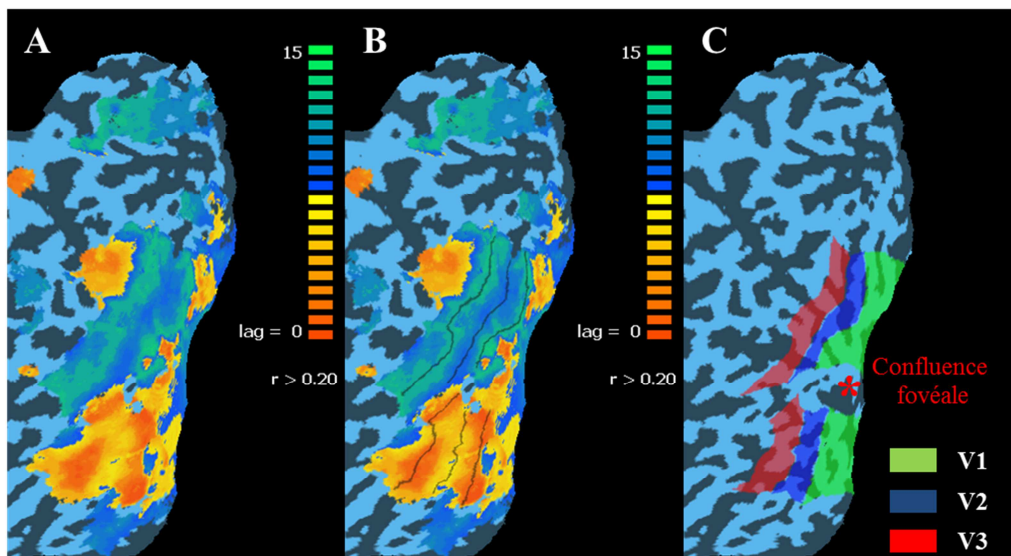 A
15
lag = 0
r > 0.20
B
15
lag = 0
r > 0.20
C
Confluence
fovéale
*
V1
V2
V3